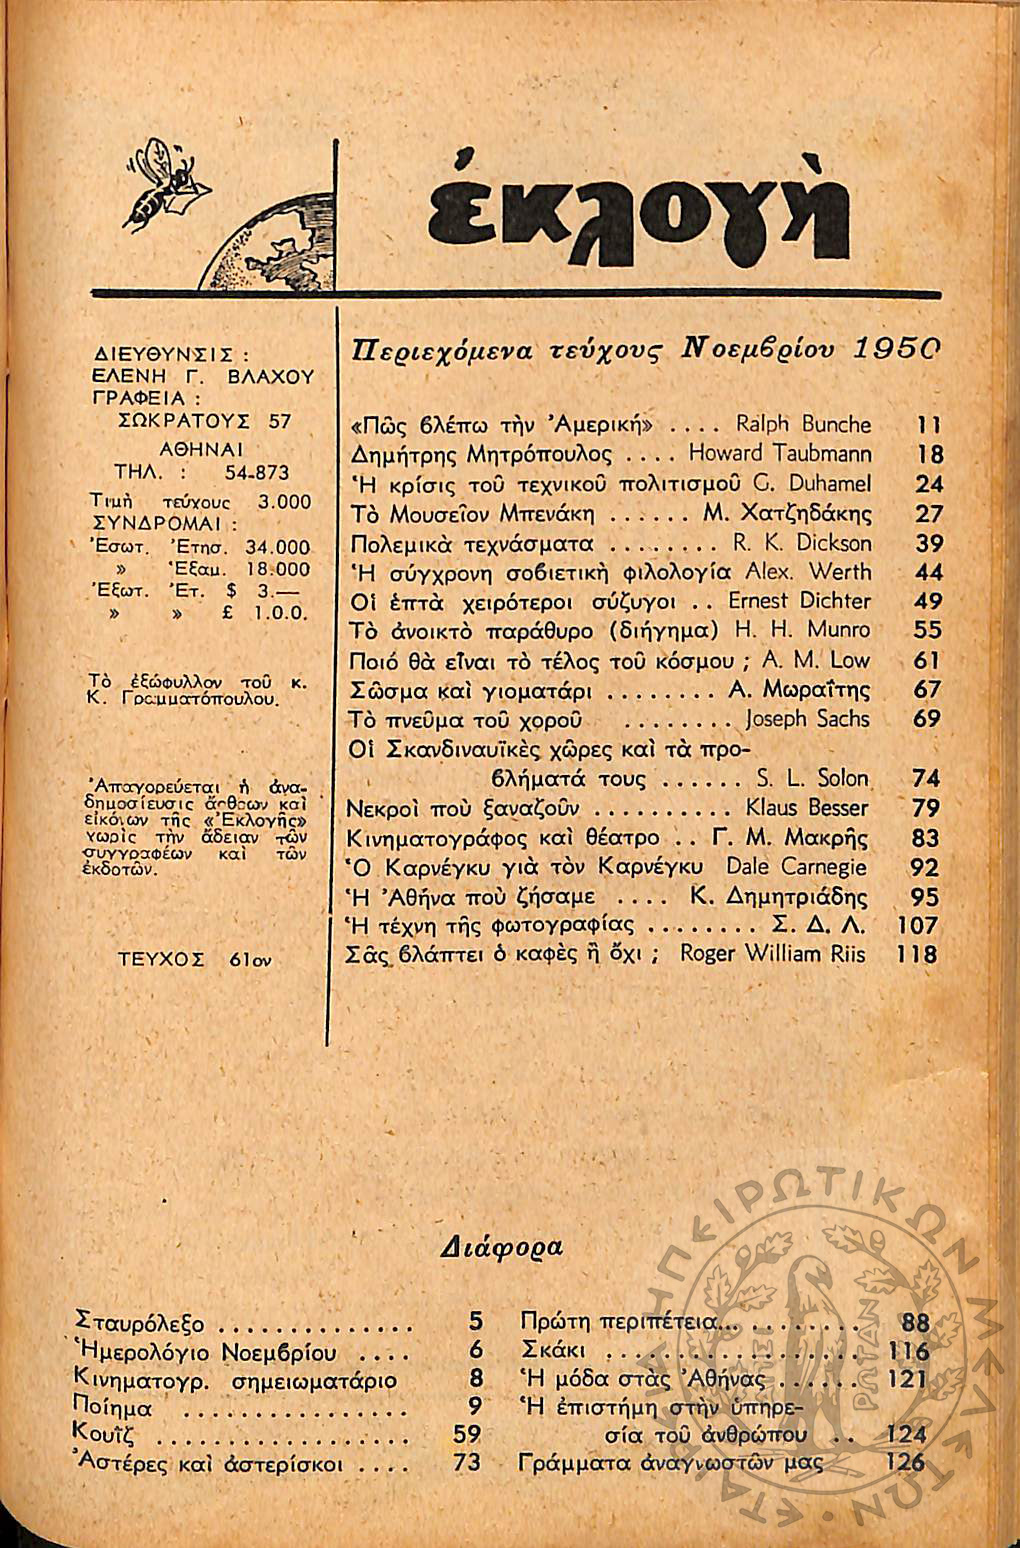 ἐκλογὴ
ΔΙΕΥΘΥΝΣΙΣ :
ΕΛΕΝΗ Γ. ΒΛΑΧΟΥ
ΓΡΑΦΕΙΑ :
ΣΩΚΡΑΤΟΥΣ 57
ΑΘΗΝΑΙ
ΤΗΛ. : 54-873
Τιμὴ τεύχους 3.000
ΣΥΝΔΡΟΜΑΙ :
Ἐσωτ. Ἐτησ. 34.000
» Ἑξαμ. 18.000
Ἐξωτ. Ἐτ. $ 3.—
» » £ 1.0.0.
Τὸ ἐξώφυλλον τοῦ κ.
Κ. Γραμματόπουλου.
Ἀπαγορεύεται ἡ ἀνα-
δημοσίευσις ἄρθρων καὶ
εἰκόνων τῆς «Ἐκλογῆς»
χωρὶς τὴν ἄδειαν τῶν
συγγραφέων καὶ τῶν
ἐκδοτῶν.
ΤΕΥΧΟΣ 61ον
Περιεχόμενα τεύχους Νοεμβρίου 1950
«Πῶς βλέπω τὴν Ἀμερική» .... Ralph Bunche 11
Δημήτρης Μητρόπουλος .... Howard Taubmann 18
Ἡ κρίσις τοῦ τεχνικοῦ πολιτισμοῦ G. Duhamel 24
Τὸ Μουσεῖον Μπενάκη ...... Μ. Χατζηδάκης 27
Πολεμικὰ τεχνάσματα ........ R. K. Dickson 39
Ἡ σύγχρονη σοβιετικὴ φιλολογία Alex. Werth 44
Οἱ ἑπτὰ χειρότεροι σύζυγοι .. Ernest Dichter 49
Τὸ ἀνοικτὸ παράθυρο (διήγημα) H. H. Munro 55
Ποιό θὰ εἶναι τὸ τέλος τοῦ κόσμου ; A. M. Low 61
Σῶσμα καὶ γιοματάρι ........ Α. Μωραΐτης 67
Τὸ πνεῦμα τοῦ χοροῦ ........ Joseph Sachs 69
Οἱ Σκανδιναυϊκὲς χῶρες καὶ τὰ προ-
βλήματά τους ...... S. L. Solon 74
Νεκροὶ ποὺ ξαναζοῦν .......... Klaus Besser 79
Κινηματογράφος καὶ θέατρο .. Γ. Μ. Μακρῆς 83
Ὁ Καρνέγκυ γιὰ τὸν Καρνέγκυ Dale Carnegie 92
Ἡ Ἀθήνα ποὺ ζήσαμε .... Κ. Δημητριάδης 95
Ἡ τέχνη τῆς φωτογραφίας ........ Σ. Δ. Λ. 107
Σᾶς βλάπτει ὁ καφὲς ἢ ὄχι ; Roger William Riis 118
Διάφορα
Σταυρόλεξο .............. 5
Ἡμερολόγιο Νοεμβρίου .... 6
Κινηματογρ. σημειωματάριο 8
Ποίημα ................ 9
Κουΐζ .................. 59
Ἀστέρες καὶ ἀστερίσκοι .... 73
Πρώτη περιπέτεια... ........ 88
Σκάκι .................. 116
Ἡ μόδα στὰς Ἀθήνας ...... 121
Ἡ ἐπιστήμη στὴν ὑπηρε-
σία τοῦ ἀνθρώπου .. 124
Γράμματα ἀναγνωστῶν μας 126